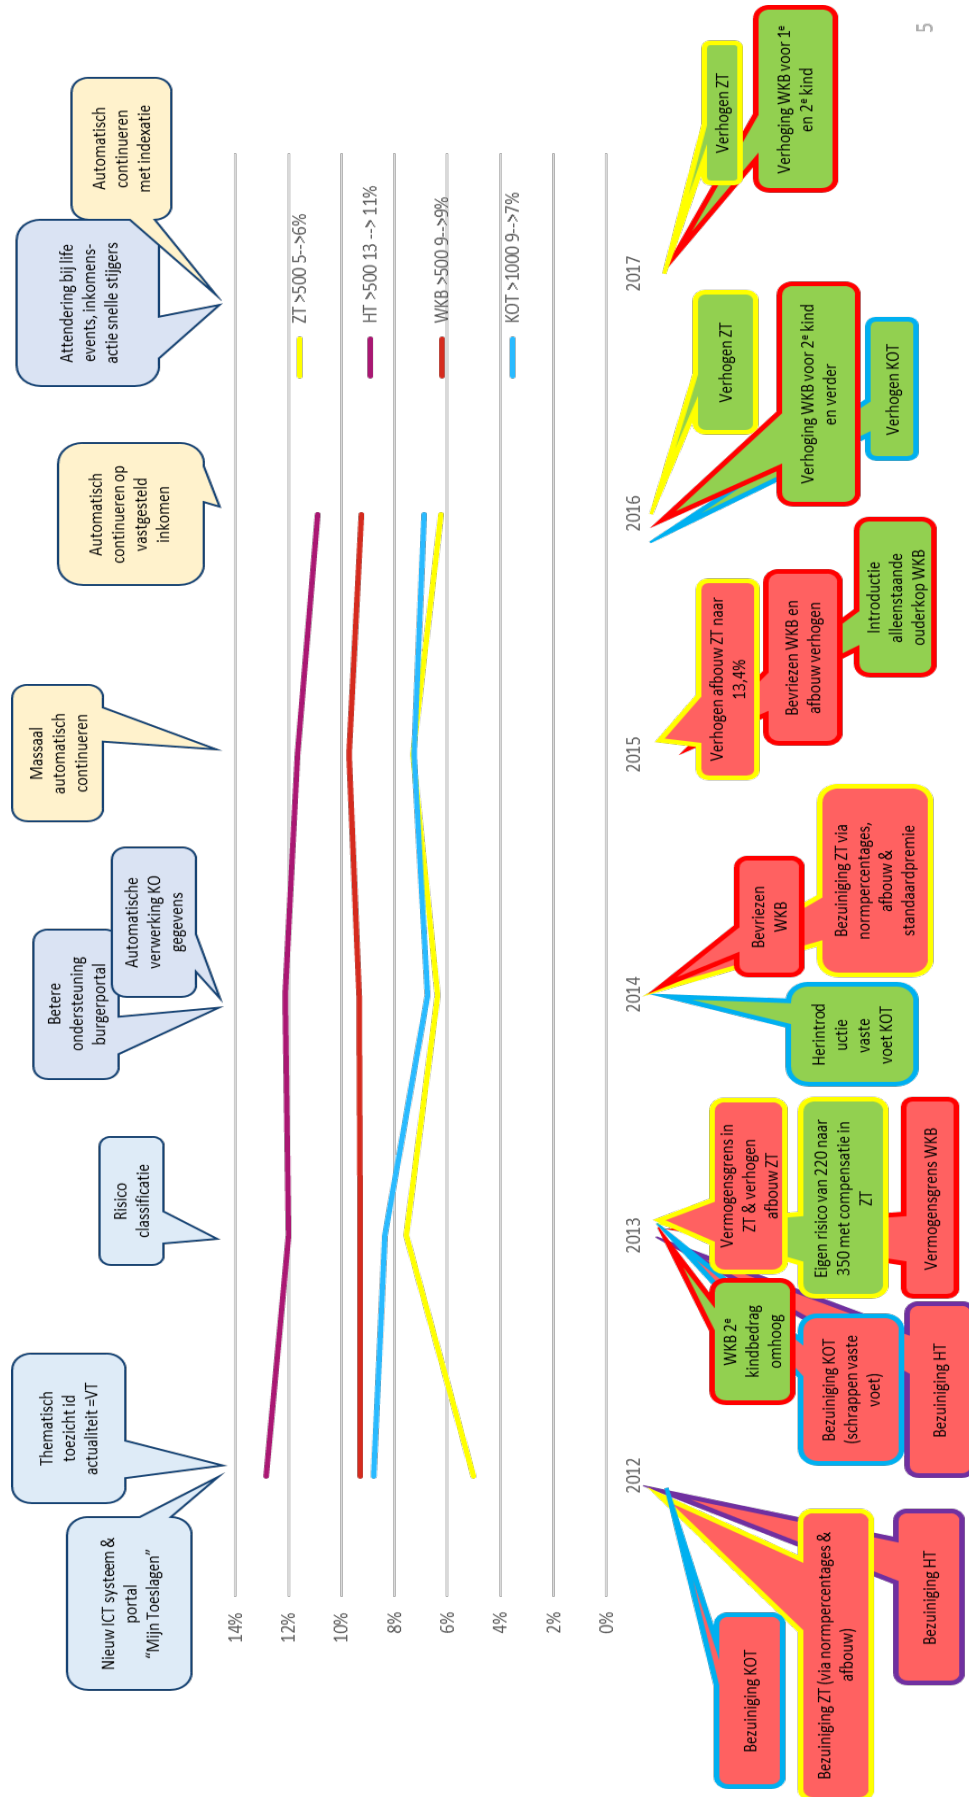 Nieuw ICT systeem &
portal
“Mijn Toeslagen”
Thematisch
toezicht id
actualiteit =VT
Risico
classificatie
Betere
ondersteuning
burgerportal
Automatische
verwerking KO
gegevens
Massaal
automatisch
continueren
Automatisch
continueren op
vastgesteld
inkomen
Attendering bij life
events, inkomens-
actie snelle stijgers
Automatisch
continueren
met indexatie
14%
12%
10%
8%
6%
4%
2%
0%
ZT >500 5-->6%
HT >500 13 --> 11%
WKB >500 9-->9%
KOT >1000 9-->7%
2012
2013
2014
2015
2016
2017
Bezuiniging KOT
Bezuiniging ZT (via normpercentages &
afbouw)
Bezuiniging HT
WKB 2e
kindbedrag
omhoog
Bezuiniging KOT
(schrappen vaste
voet)
Bezuiniging HT
Vermogensgrens in
ZT & verhogen
afbouw ZT
Eigen risico van 220 naar
350 met compensatie in
ZT
Vermogensgrens WKB
Herintrod
uctie
vaste
voet KOT
Bevriezen
WKB
Bezuiniging ZT via
normpercentages,
afbouw &
standaardpremie
Verhogen afbouw ZT naar
13,4%
Bevriezen WKB en
afbouw verhogen
Introductie
alleenstaande
ouderkop WKB
Verhogen ZT
Verhoging WKB voor 2e kind
en verder
Verhogen KOT
Verhogen ZT
Verhoging WKB voor 1e
en 2e kind
5